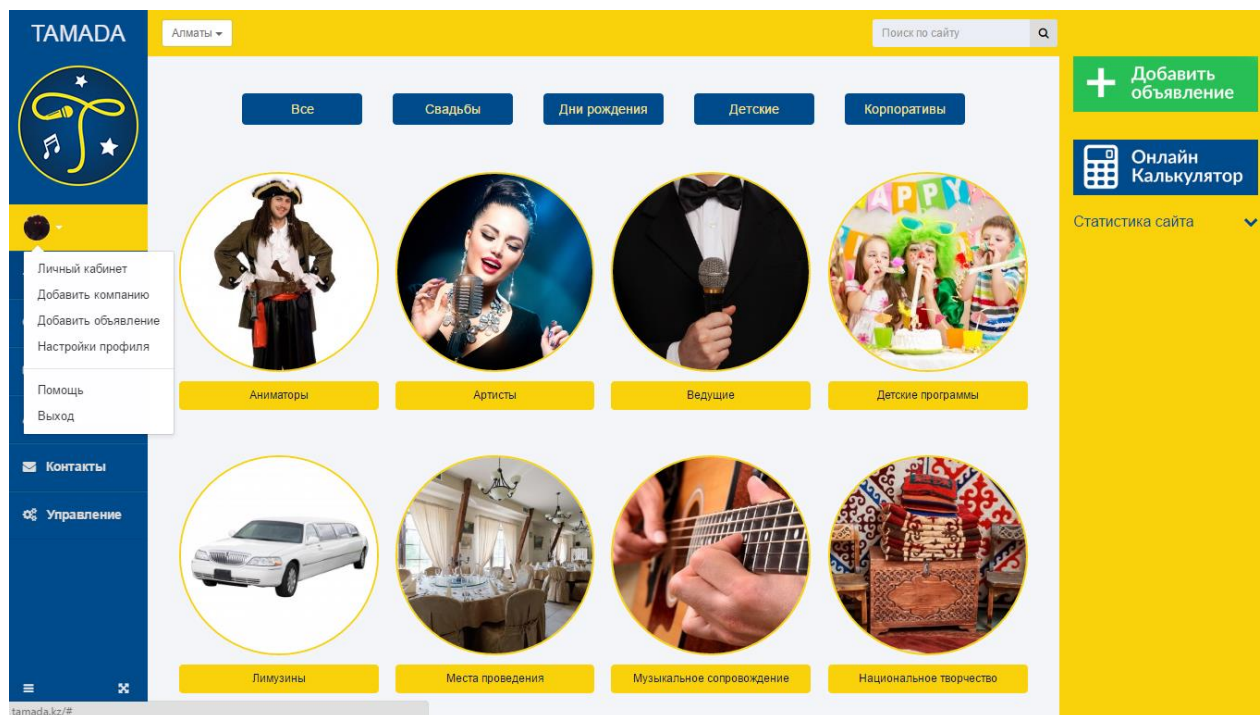 TAMADA
Алматы
Поиск по сайту
Все
Свадьбы
Дни рождения
Детские
Корпоративы
Добавить
объявление
Онлайн
Калькулятор
Статистика сайта
Личный кабинет
Добавить компанию
Добавить объявление
Настройки профиля
Помощь
Выход
Контакты
Управление
HAPPY
Аниматоры
Артисты
Ведущие
Детские программы
Лимузины
Места проведения
Музыкальное сопровождение
Национальное творчество
tamada.kz/#